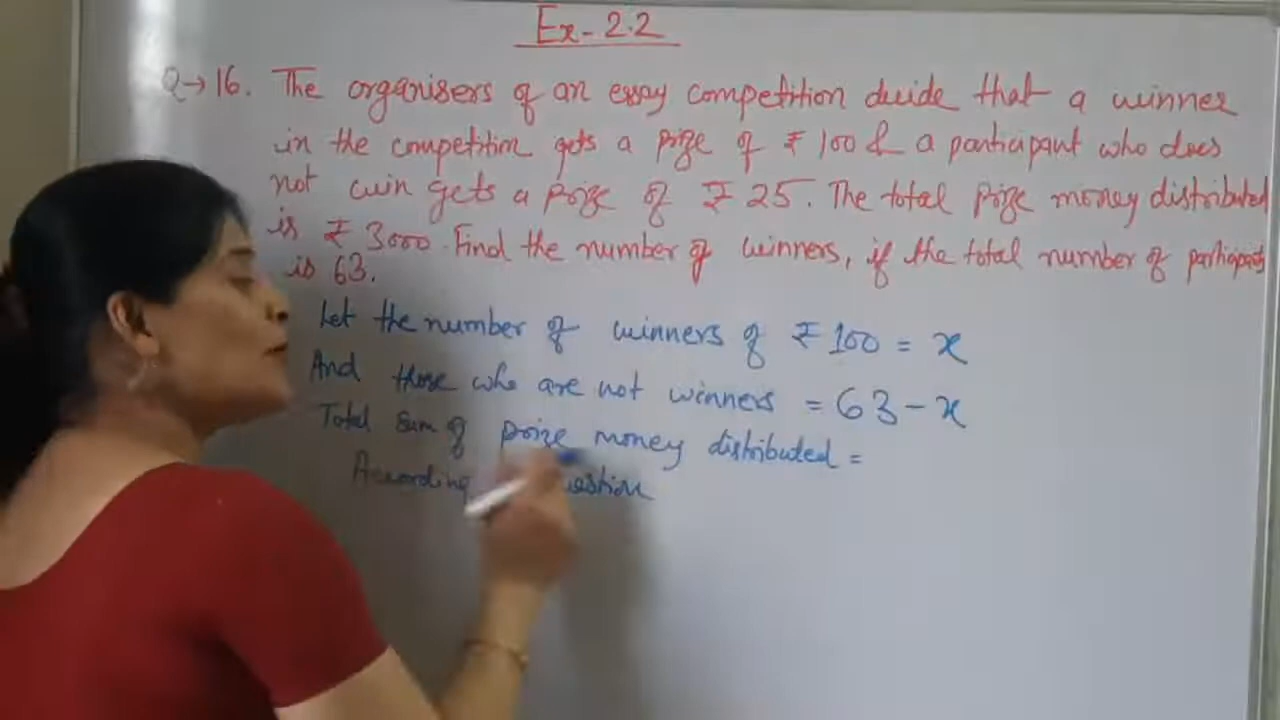 Ex-2.2
Q→16. The organisers of an essay competition decide that a winner
in the competition gets a prize of ₹100 & a participant who does
not win gets a prize of ₹25. The total prize money distributed
is ₹3000. Find the number of winners, if the total number of participants
is 63.
Let the number of winners of ₹100 = x
And those who are not winners = 63-x
Total sum of prize money distributed =
According